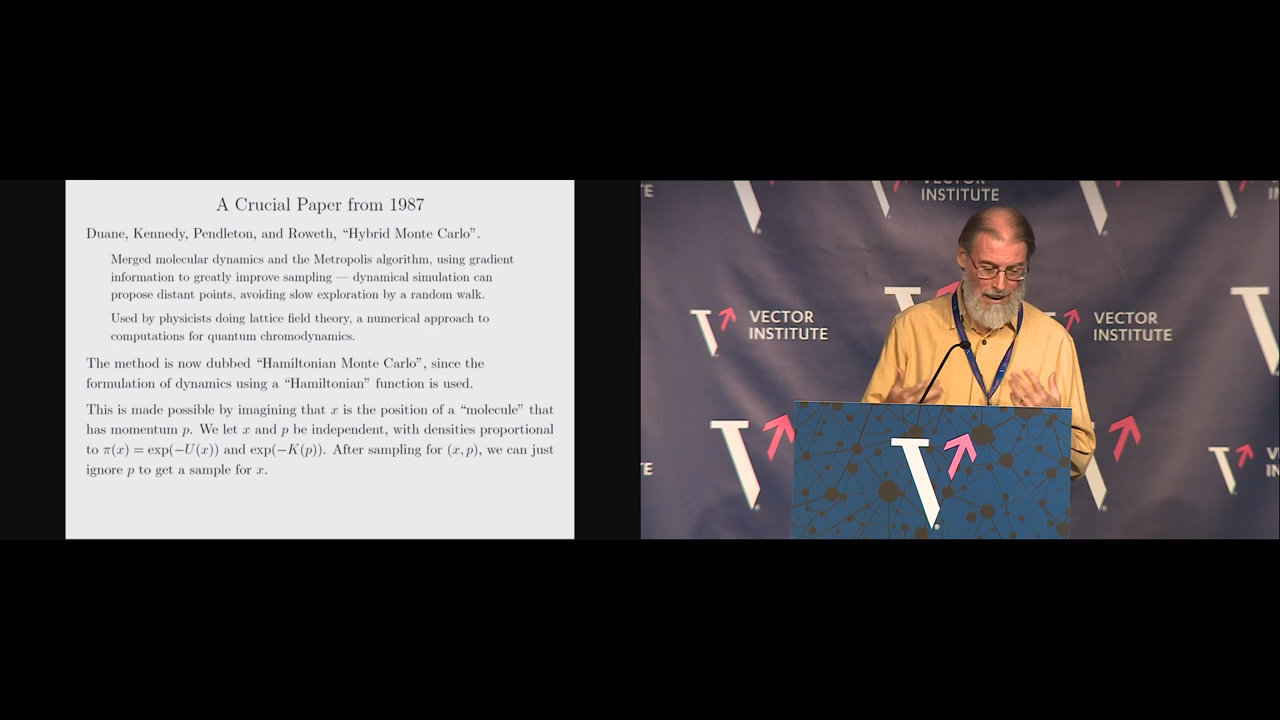 A Crucial Paper from 1987
Duane, Kennedy, Pendleton, and Roweth, “Hybrid Monte Carlo”.
Merged molecular dynamics and the Metropolis algorithm, using gradient
information to greatly improve sampling — dynamical simulation can
propose distant points, avoiding slow exploration by a random walk.
Used by physicists doing lattice field theory, a numerical approach to
computations for quantum chromodynamics.
The method is now dubbed “Hamiltonian Monte Carlo”, since the
formulation of dynamics using a “Hamiltonian” function is used.
This is made possible by imagining that x is the position of a “molecule” that
has momentum p. We let x and p be independent, with densities proportional
to π(x) = exp(−U(x)) and exp(−K(p)). After sampling for (x, p), we can just
ignore p to get a sample for x.
VECTOR
INSTITUTE
VECTOR
INSTITUTE
VECTOR
INSTITUTE